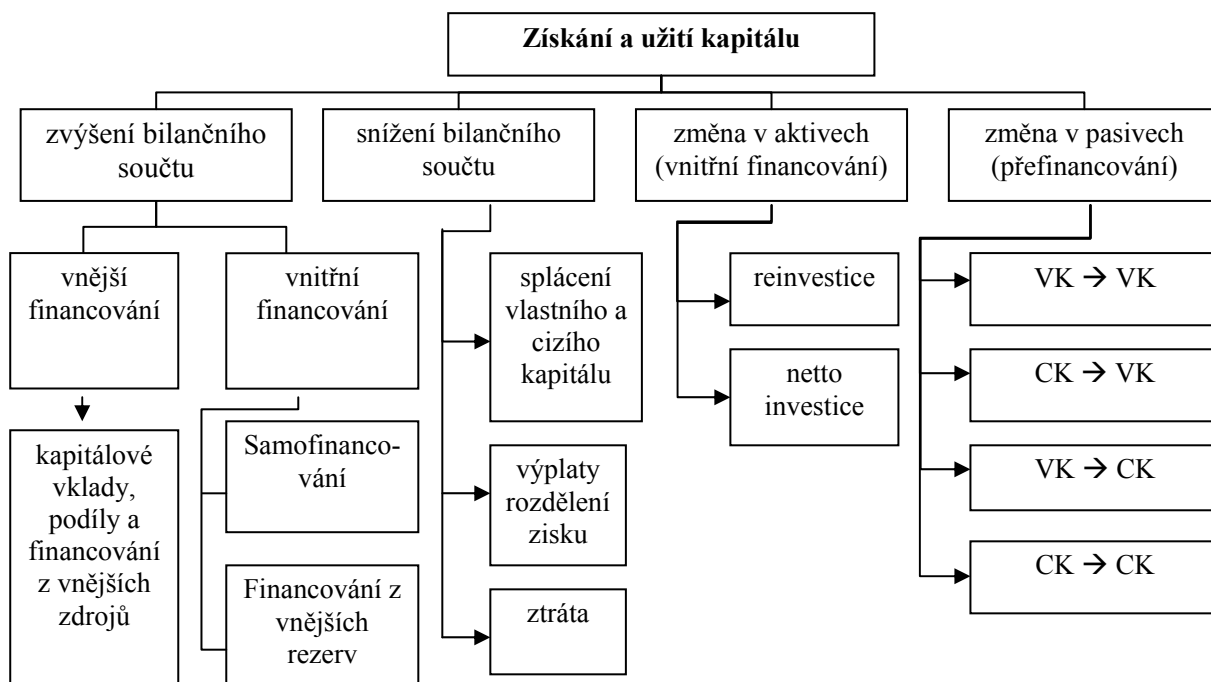 Získání a užití kapitálu
zvýšení bilančního
součtu
snížení bilančního
součtu
změna v aktivech
(vnitřní financování)
změna v pasivech
(přefinancování)
vnější
financování
vnitřní
financování
kapitálové
vklady,
podíly a
financování
z vnějších
zdrojů
Samofinanco-
vání
Financování z
vnějších
rezerv
splácení
vlastního a
cizího
kapitálu
výplaty
rozdělení
zisku
ztráta
reinvestice
netto
investice
VK → VK
CK → VK
VK → CK
CK → CK